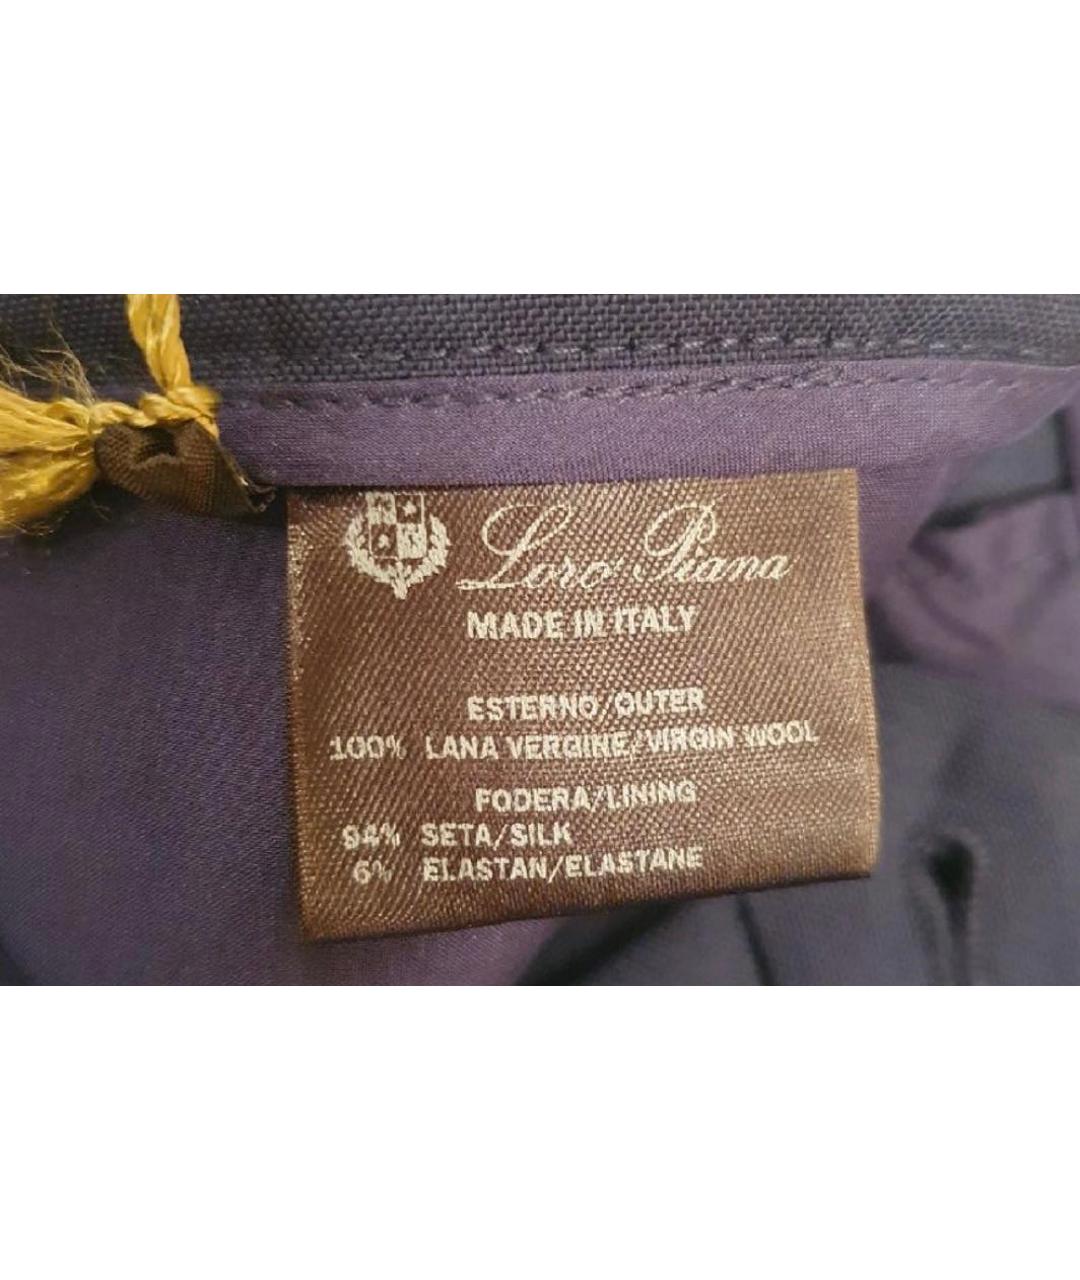 Loro Piana
MADE IN ITALY
ESTERNO/OUTER
100% LANA VERGINE/VIRGIN WOOL
FODERA/LINING
94% SETA/SILK
6% ELASTAN/ELASTANE